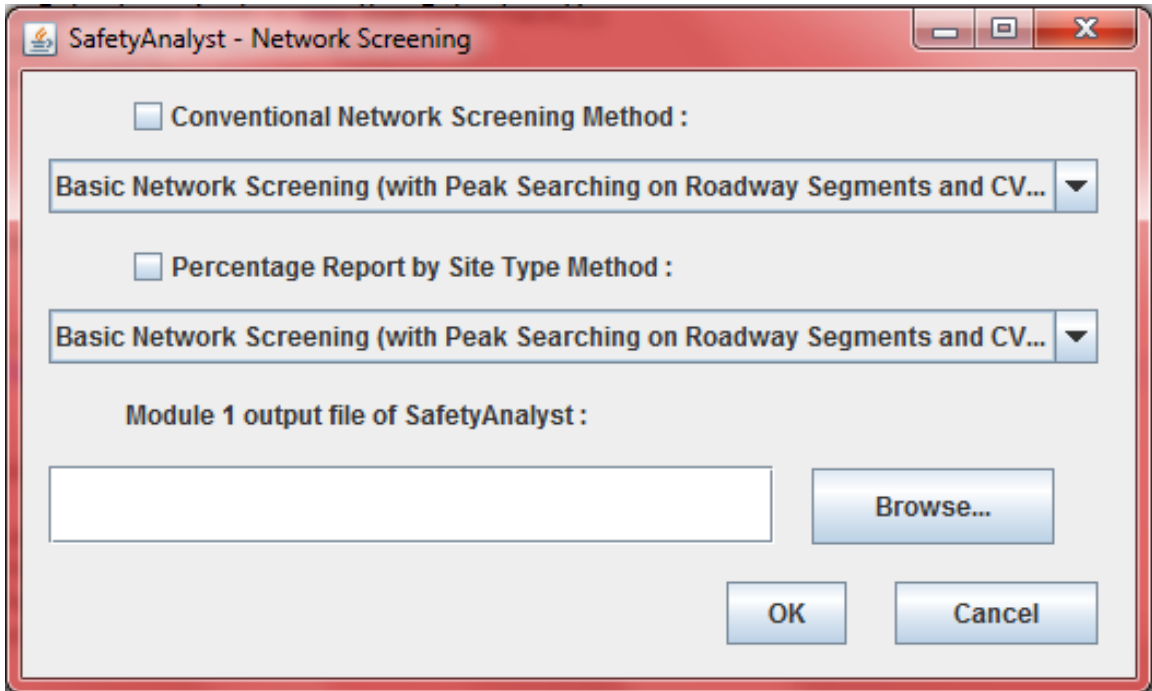 SafetyAnalyst - Network Screening
Conventional Network Screening Method :
Basic Network Screening (with Peak Searching on Roadway Segments and CV...
Percentage Report by Site Type Method :
Basic Network Screening (with Peak Searching on Roadway Segments and CV...
Module 1 output file of SafetyAnalyst :
Browse...
OK
Cancel